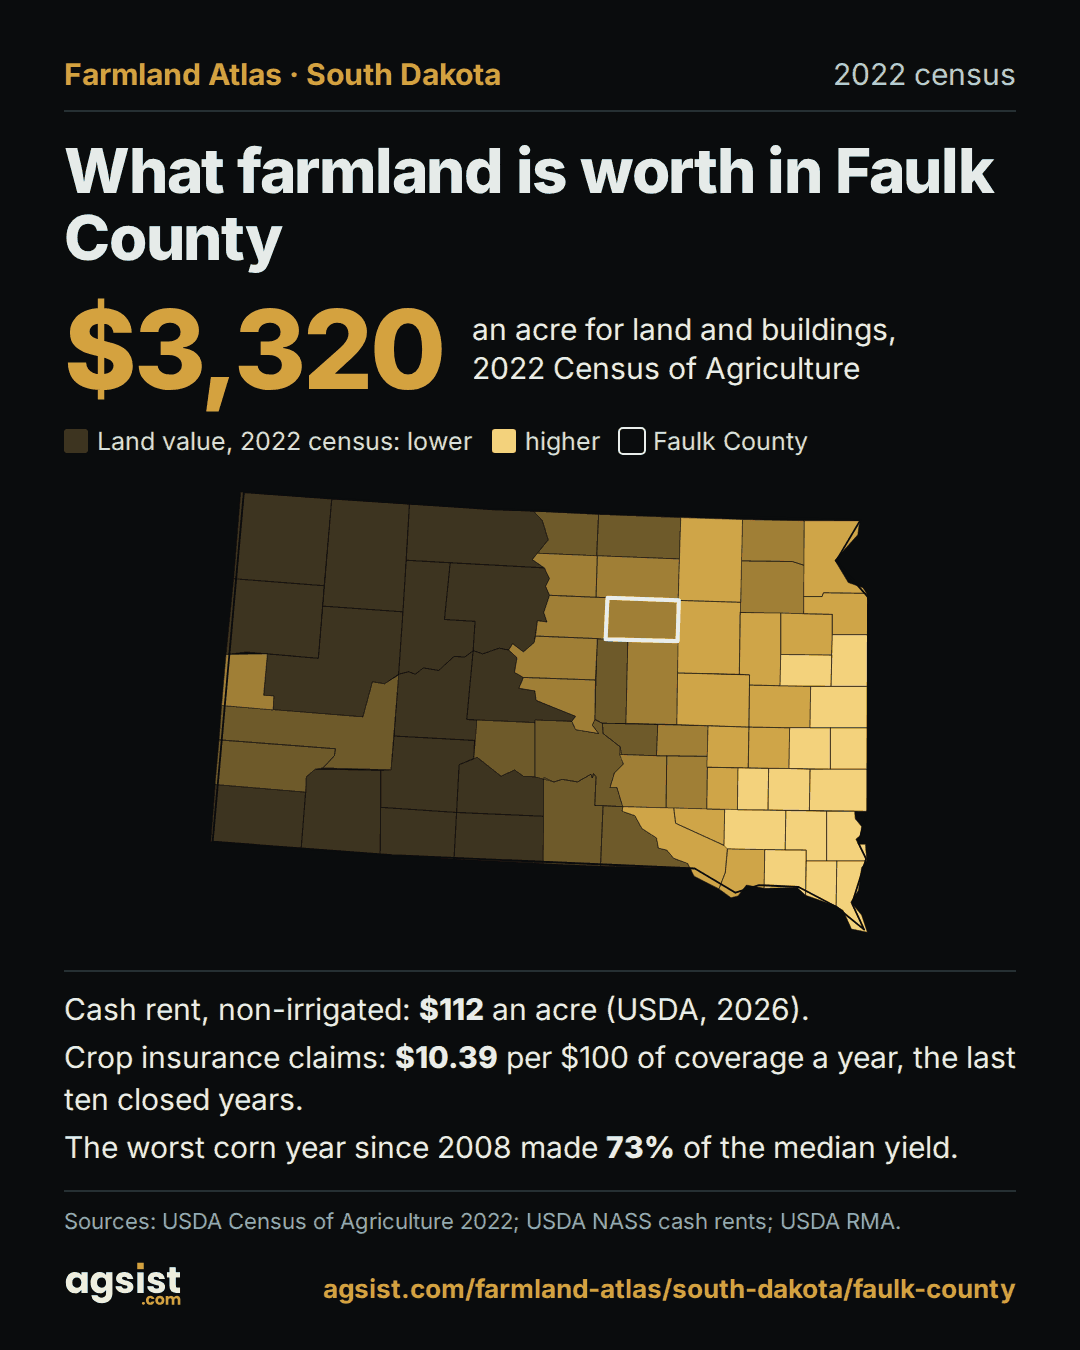 Farmland Atlas · South Dakota
2022 census
What farmland is worth in Faulk
County
$3,320
an acre for land and buildings,
2022 Census of Agriculture
Land value, 2022 census: lower
higher
Faulk County
Cash rent, non-irrigated: $112 an acre (USDA, 2026).
Crop insurance claims: $10.39 per $100 of coverage a year, the last
ten closed years.
The worst corn year since 2008 made 73% of the median yield.
Sources: USDA Census of Agriculture 2022; USDA NASS cash rents; USDA RMA.
agsist
.com
agsist.com/farmland-atlas/south-dakota/faulk-county